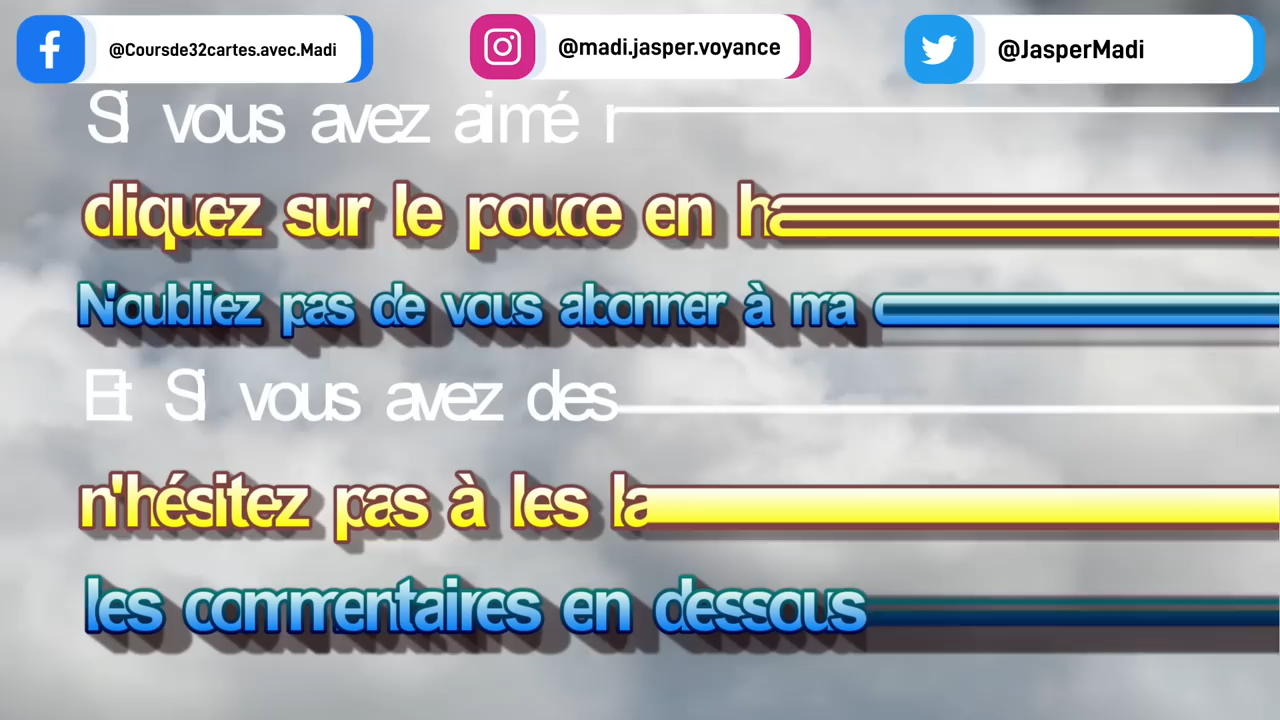 @Coursde32cartes.avec.Madi
@madi.jasper.voyance
@JasperMadi
Si vous avez aimé
cliquez sur le pouce en
N'oubliez pas de vous abonner à ma
Et Si vous avez des
n'hésitez pas à les
les commentaires en dessous